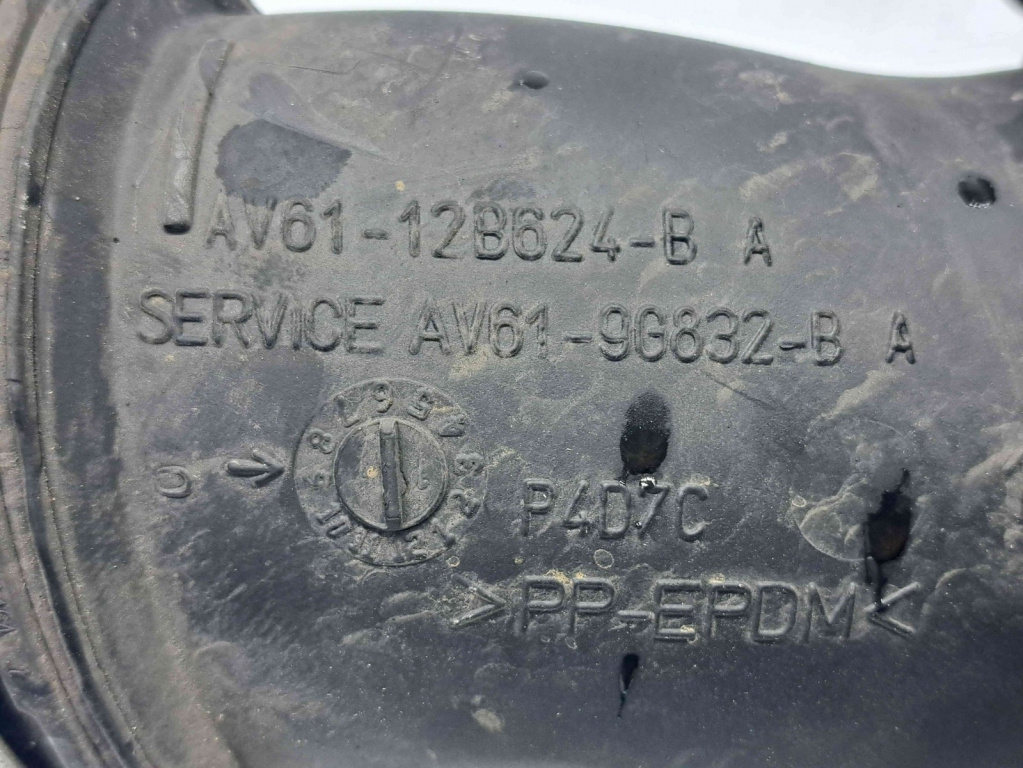 AV61-12B624-B A
SERVICE AV61-9G832-B A
P4D7C
>PP-EPDM<